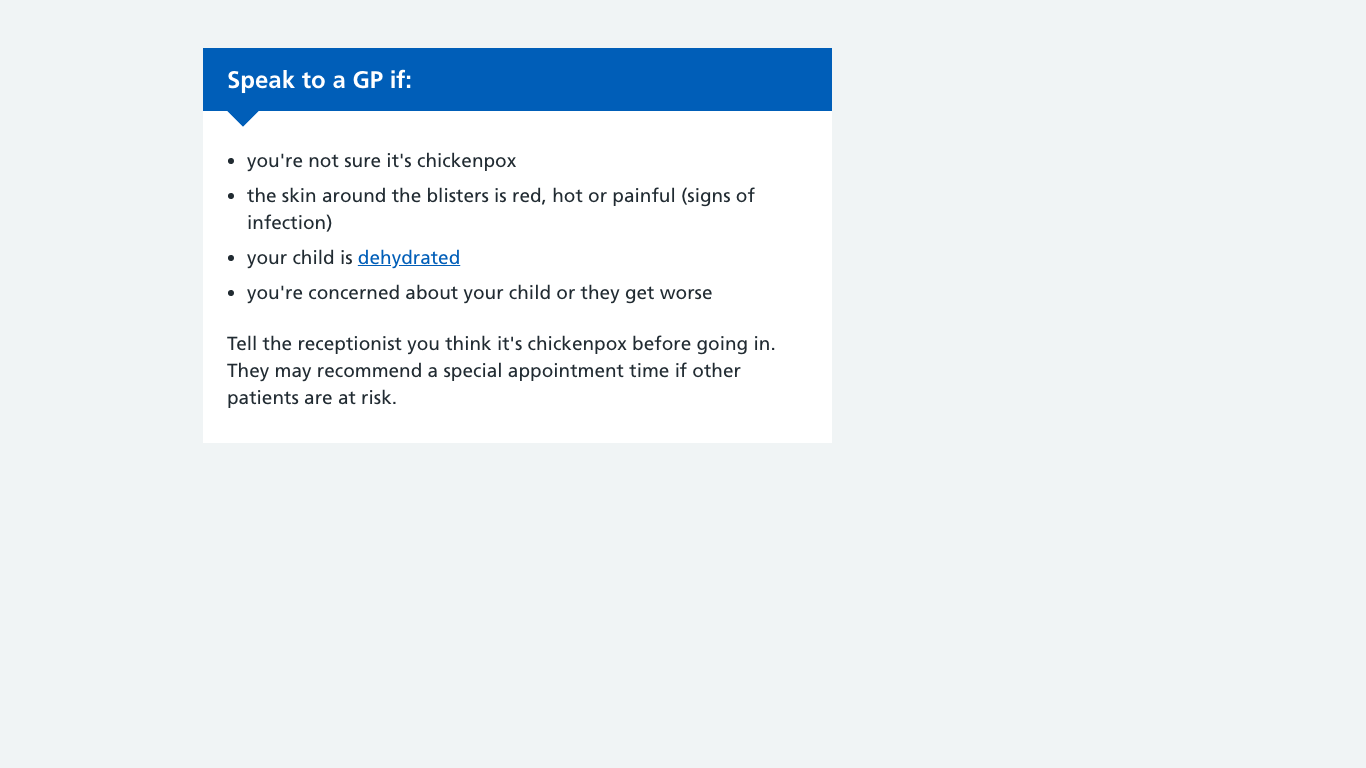 Speak to a GP if:
you're not sure it's chickenpox
the skin around the blisters is red, hot or painful (signs of
infection)
your child is dehydrated
you're concerned about your child or they get worse
Tell the receptionist you think it's chickenpox before going in.
They may recommend a special appointment time if other
patients are at risk.